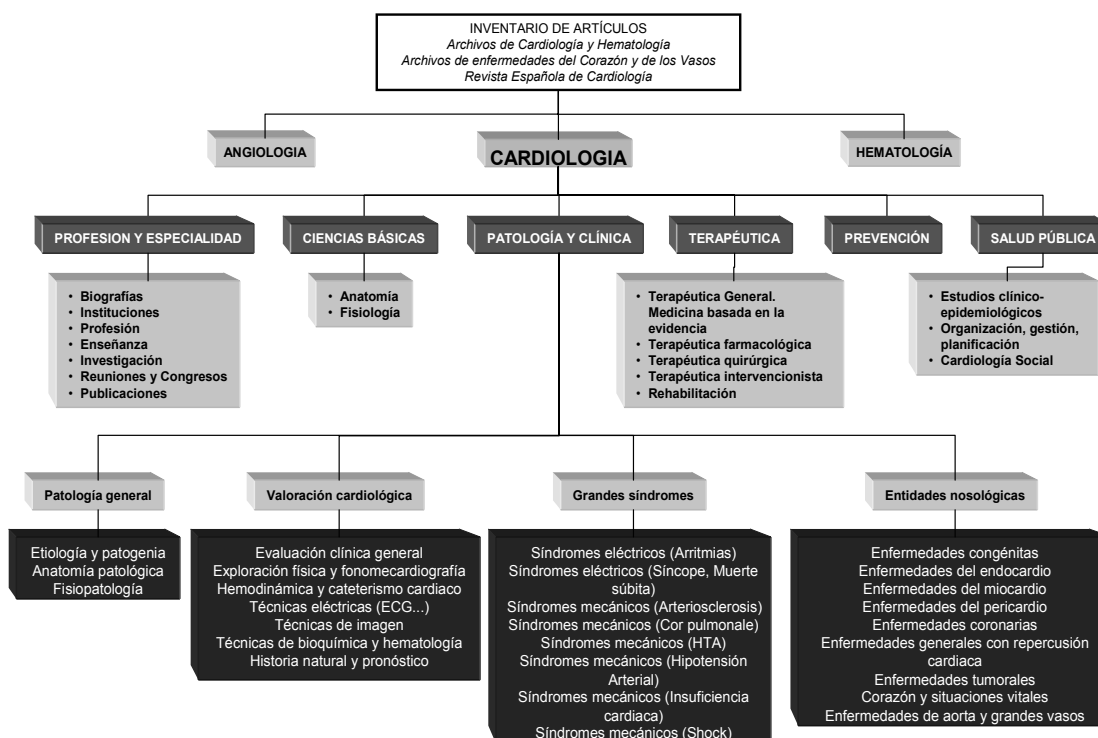 INVENTARIO DE ARTÍCULOS
Archivos de Cardiología y Hematología
Archivos de enfermedades del Corazón y de los Vasos
Revista Española de Cardiología
ANGIOLOGIA
CARDIOLOGIA
HEMATOLOGÍA
PROFESION Y ESPECIALIDAD
CIENCIAS BÁSICAS
PATOLOGÍA Y CLÍNICA
TERAPÉUTICA
PREVENCIÓN
SALUD PÚBLICA
• Biografías
• Instituciones
• Profesión
• Enseñanza
• Investigación
• Reuniones y Congresos
• Publicaciones
• Anatomía
• Fisiología
• Terapéutica General.
Medicina basada en la
evidencia
• Terapéutica farmacológica
• Terapéutica quirúrgica
• Terapéutica intervencionista
• Rehabilitación
• Estudios clínico-
epidemiológicos
• Organización, gestión,
planificación
• Cardiología Social
Patología general
Valoración cardiológica
Grandes síndromes
Entidades nosológicas
Etiología y patogenia
Anatomía patológica
Fisiopatología
Evaluación clínica general
Exploración física y fonomecardiografía
Hemodinámica y cateterismo cardiaco
Técnicas eléctricas (ECG...)
Técnicas de imagen
Técnicas de bioquímica y hematología
Historia natural y pronóstico
Síndromes eléctricos (Arritmias)
Síndromes eléctricos (Síncope, Muerte
súbita)
Síndromes mecánicos (Arteriosclerosis)
Síndromes mecánicos (Cor pulmonale)
Síndromes mecánicos (HTA)
Síndromes mecánicos (Hipotensión
Arterial)
Síndromes mecánicos (Insuficiencia
cardiaca)
Síndromes mecánicos (Shock)
Enfermedades congénitas
Enfermedades del endocardio
Enfermedades del miocardio
Enfermedades del pericardio
Enfermedades coronarias
Enfermedades generales con repercusión
cardiaca
Enfermedades tumorales
Corazón y situaciones vitales
Enfermedades de aorta y grandes vasos